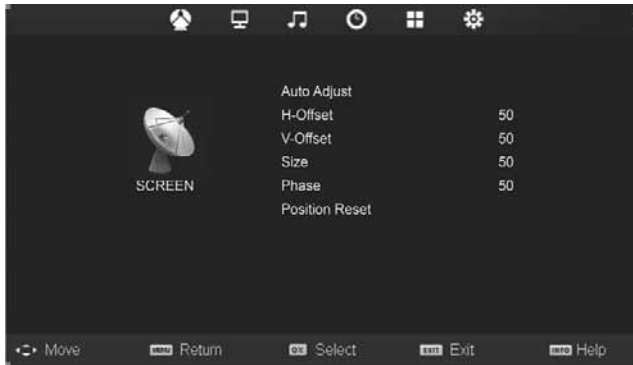 Auto Adjust
H-Offset 50
V-Offset 50
Size 50
SCREEN
Phase 50
Position Reset
Move MENU Return OK Select EXIT Exit INFO Help